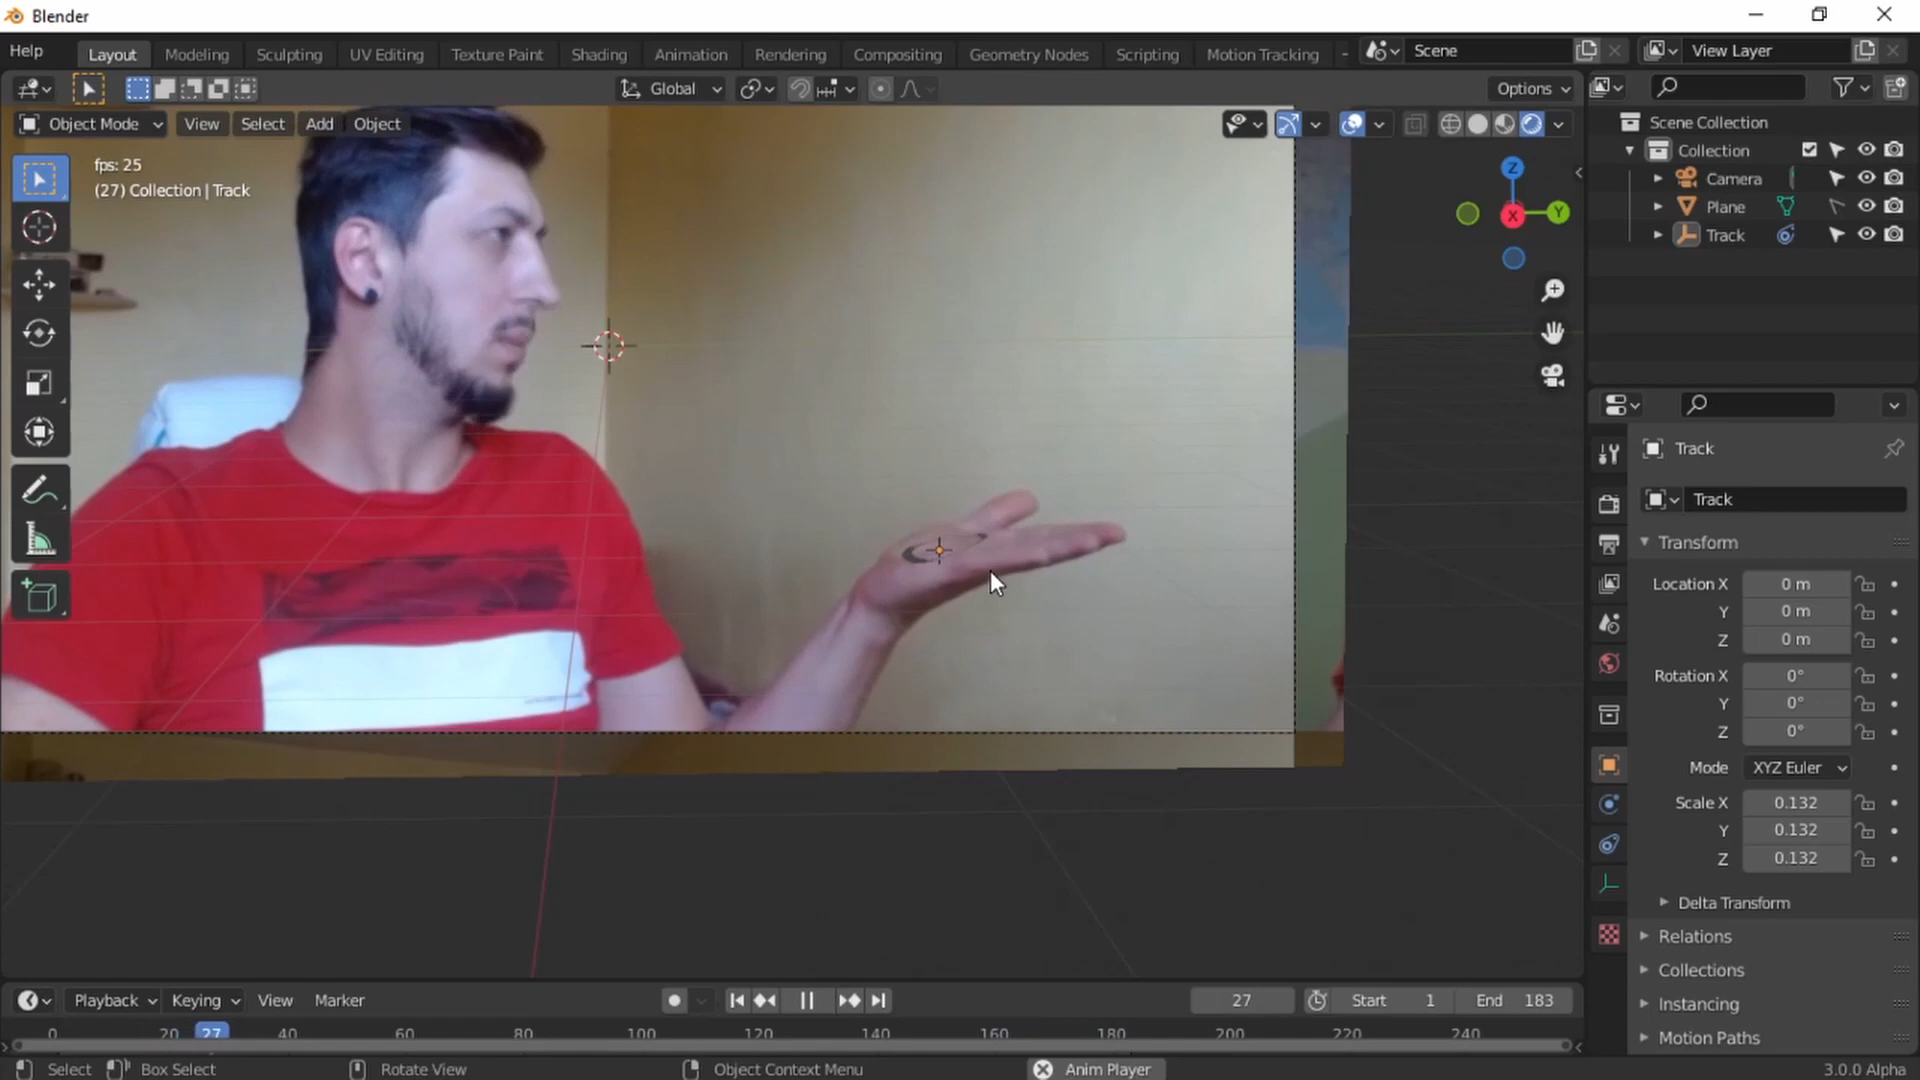 Blender
Help
Layout
Modeling
Sculpting
UV Editing
Texture Paint
Shading
Animation
Rendering
Compositing
Geometry Nodes
Scripting
Motion Tracking
Scene
View Layer
Global
Options
Object Mode
View
Select
Add
Object
fps: 25
(27) Collection | Track
Z
X
Y
Scene Collection
Collection
Camera
Plane
Track
Track
Track
Transform
Location X 0 m
Y 0 m
Z 0 m
Rotation X 0°
Y 0°
Z 0°
Mode XYZ Euler
Scale X 0.132
Y 0.132
Z 0.132
Delta Transform
Relations
Collections
Instancing
Motion Paths
Playback
Keying
View
Marker
27
Start 1
End 183
0 20 27 40 60 80 100 120 140 160 180 200 220 240
Select
Box Select
Rotate View
Object Context Menu
Anim Player
3.0.0 Alpha